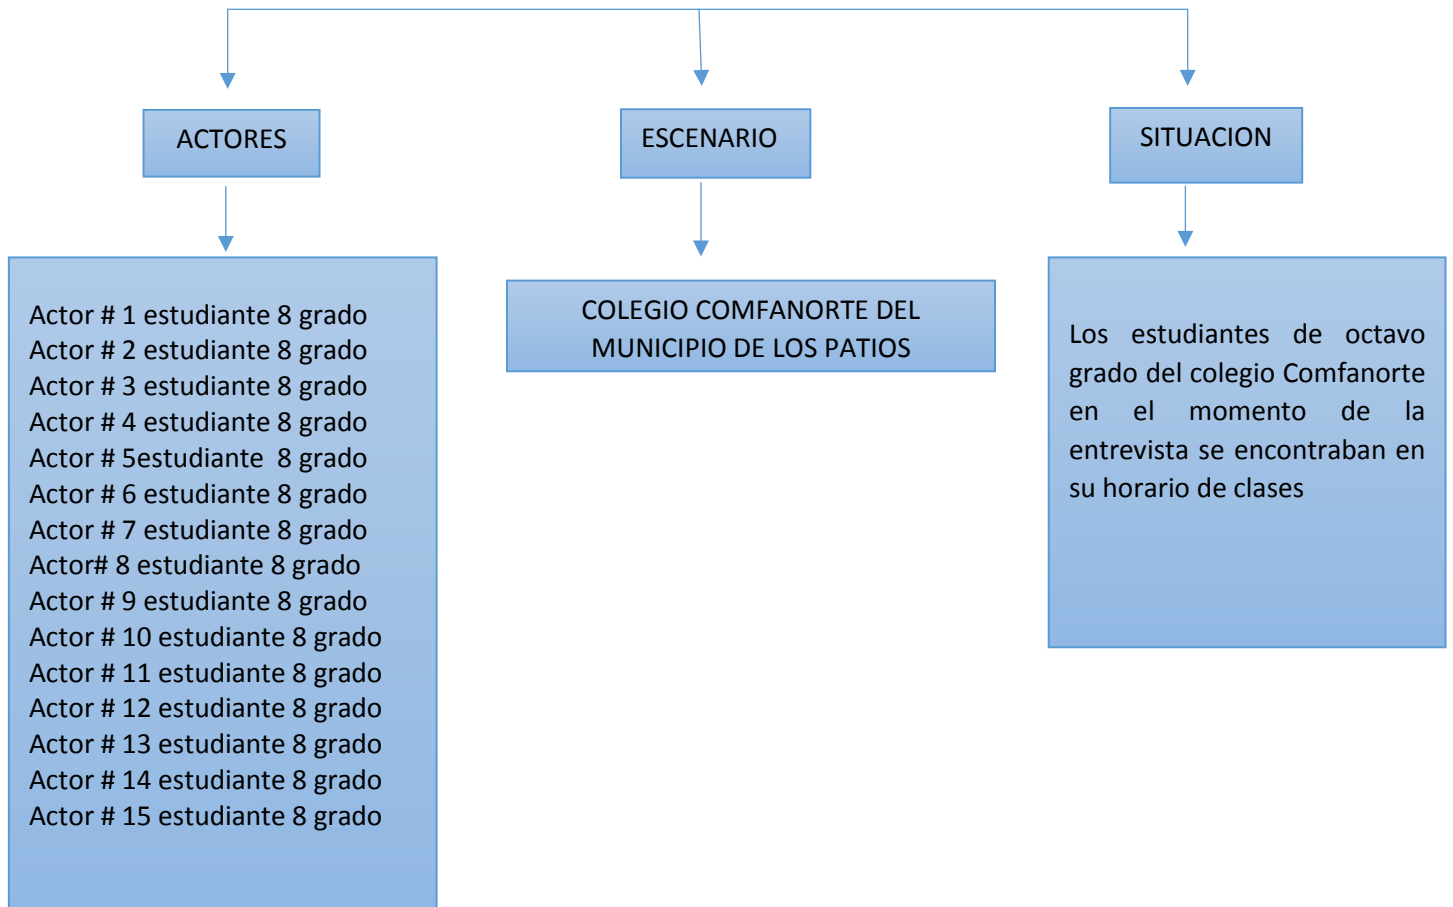 ACTORES
ESCENARIO
SITUACION
Actor # 1 estudiante 8 grado
Actor # 2 estudiante 8 grado
Actor # 3 estudiante 8 grado
Actor # 4 estudiante 8 grado
Actor # 5estudiante  8 grado
Actor # 6 estudiante 8 grado
Actor # 7 estudiante 8 grado
Actor# 8 estudiante 8 grado
Actor # 9 estudiante 8 grado
Actor # 10 estudiante 8 grado
Actor # 11 estudiante 8 grado
Actor # 12 estudiante 8 grado
Actor # 13 estudiante 8 grado
Actor # 14 estudiante 8 grado
Actor # 15 estudiante 8 grado
COLEGIO COMFANORTE DEL
MUNICIPIO DE LOS PATIOS
Los estudiantes de octavo
grado del colegio Comfanorte
en el momento de la
entrevista se encontraban en
su horario de clases